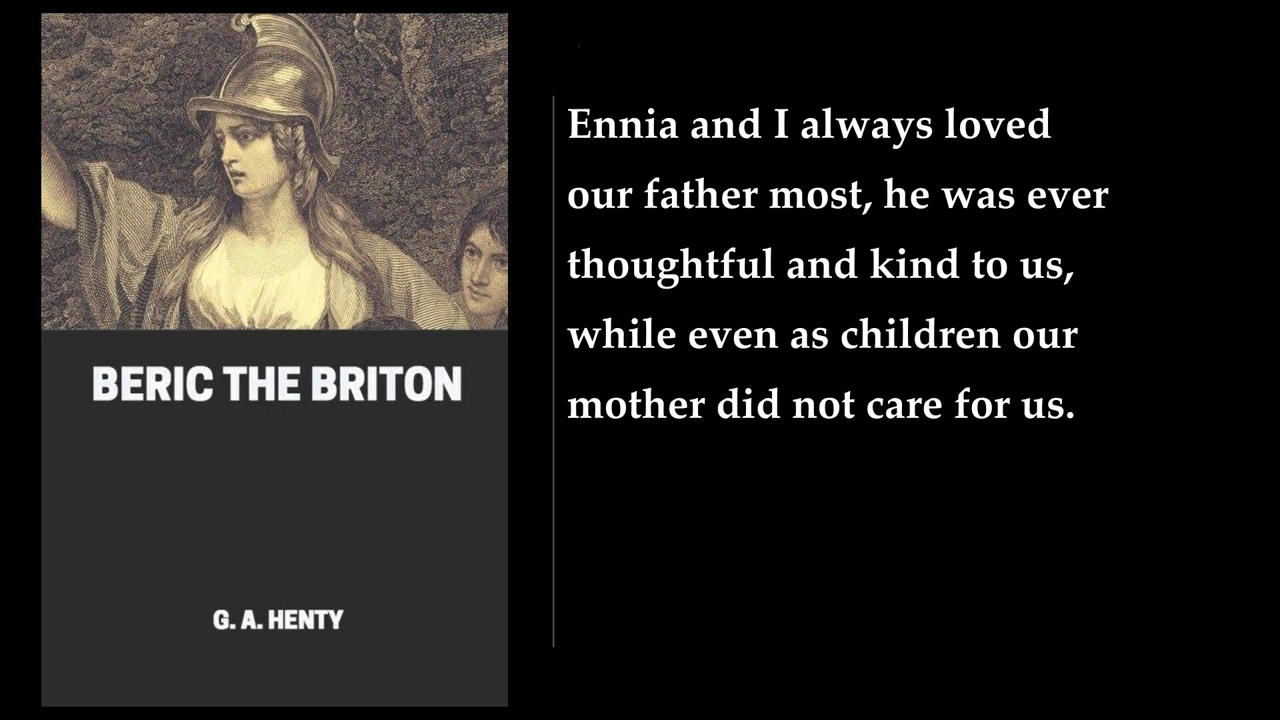 BERIC THE BRITON
G. A. HENTY
Ennia and I always loved
our father most, he was ever
thoughtful and kind to us,
while even as children our
mother did not care for us.